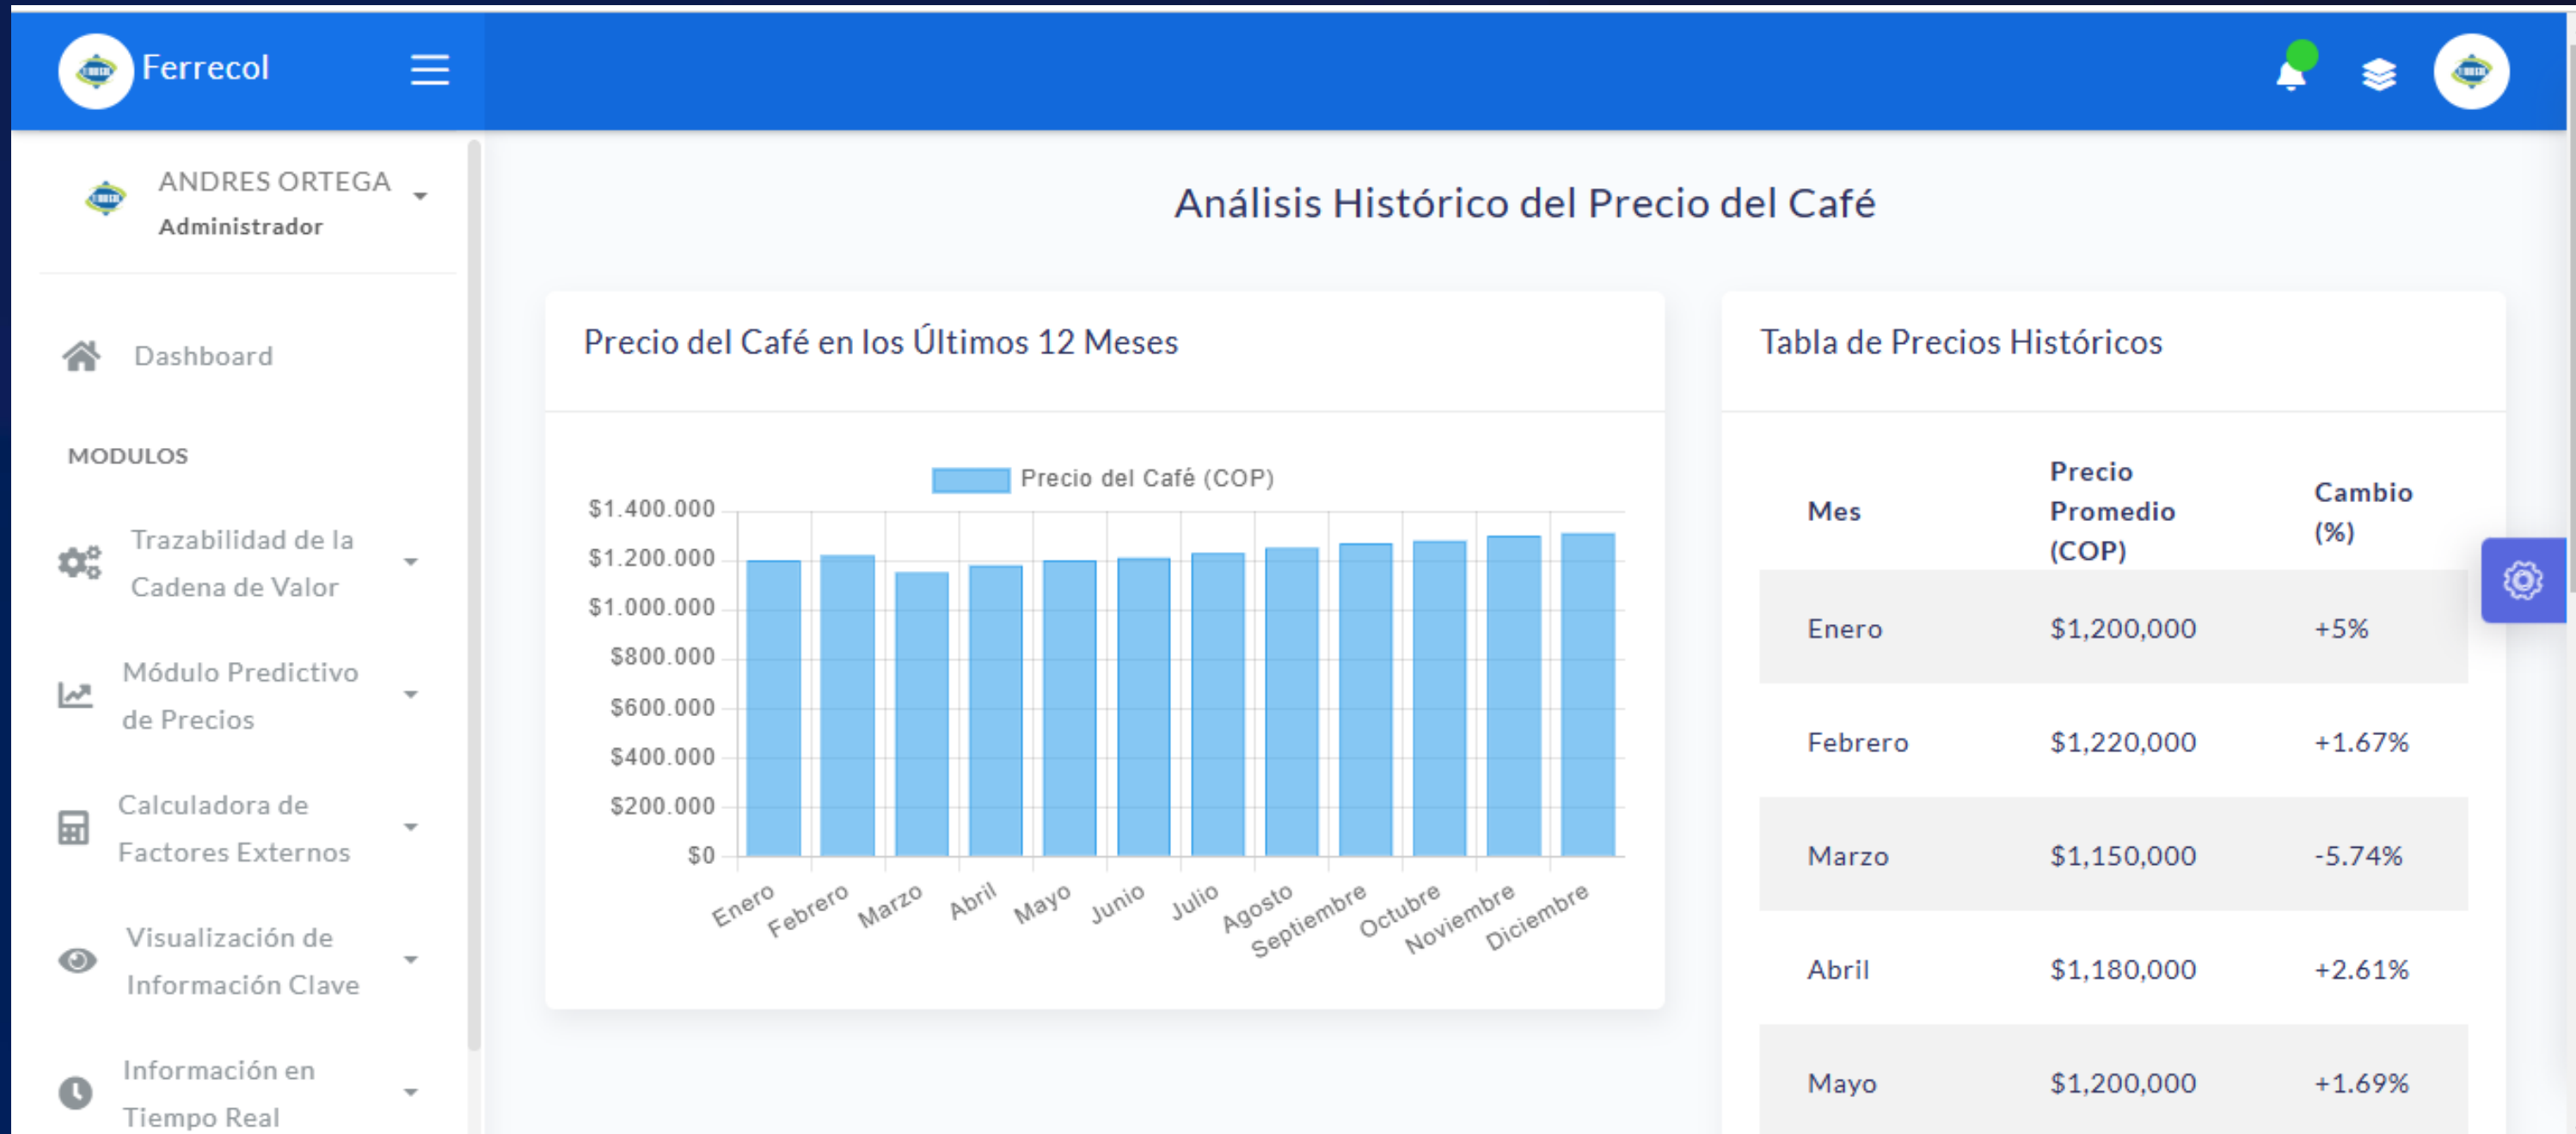 Ferrecol
ANDRES ORTEGA
Administrador
Dashboard
MODULOS
Trazabilidad de la
Cadena de Valor
Módulo Predictivo
de Precios
Calculadora de
Factores Externos
Visualización de
Información Clave
Información en
Tiempo Real
Análisis Histórico del Precio del Café
Precio del Café en los Últimos 12 Meses
Precio del Café (COP)
$1.400.000
$1.200.000
$1.000.000
$800.000
$600.000
$400.000
$200.000
$0
Enero
Febrero
Marzo
Abril
Mayo
Junio
Julio
Agosto
Septiembre
Octubre
Noviembre
Diciembre
Tabla de Precios Históricos
Mes Precio Promedio (COP) Cambio (%)
Enero $1,200,000 +5%
Febrero $1,220,000 +1.67%
Marzo $1,150,000 -5.74%
Abril $1,180,000 +2.61%
Mayo $1,200,000 +1.69%